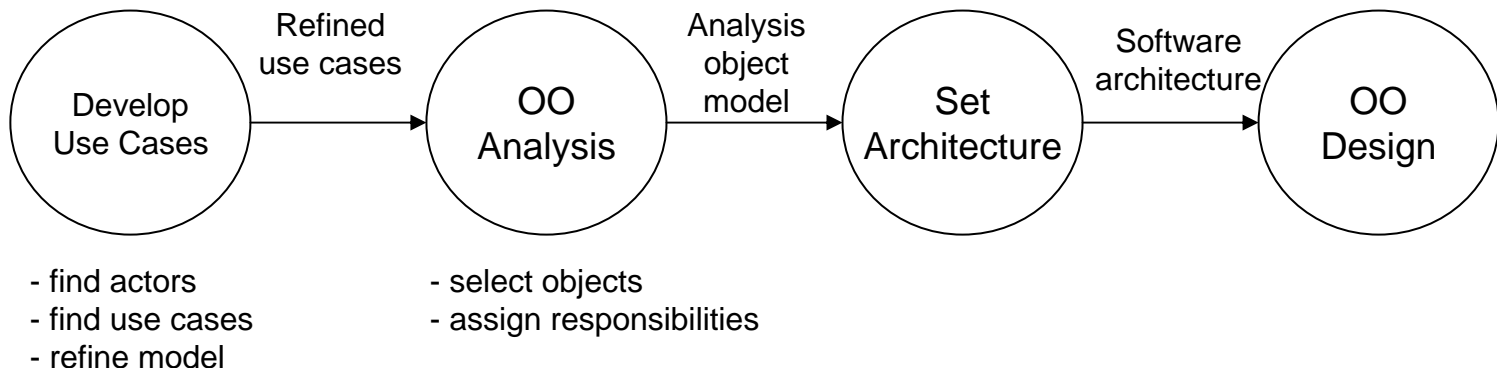 Develop
Use Cases
Refined
use cases
OO
Analysis
Analysis
object
model
Set
Architecture
Software
architecture
OO
Design
- find actors
- find use cases
- refine model
- select objects
- assign responsibilities